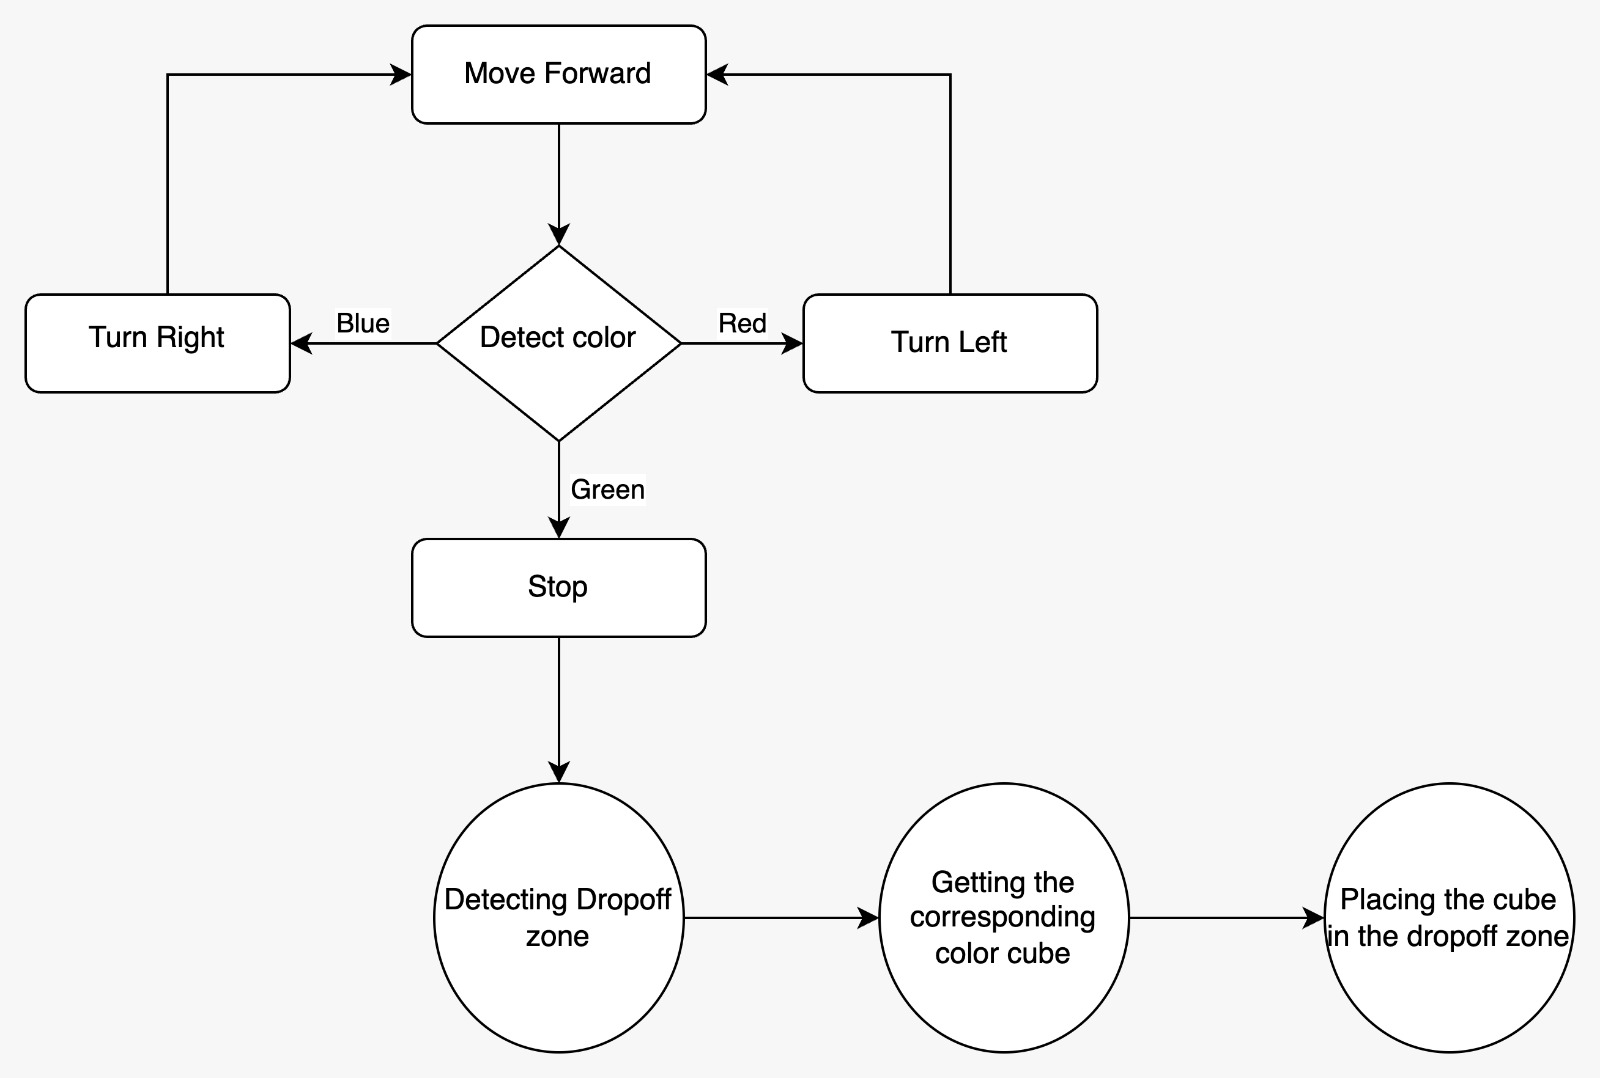 Move Forward
Turn Right
Blue
Detect color
Red
Turn Left
Green
Stop
Detecting Dropoff
zone
Getting the
corresponding
color cube
Placing the cube
in the dropoff zone